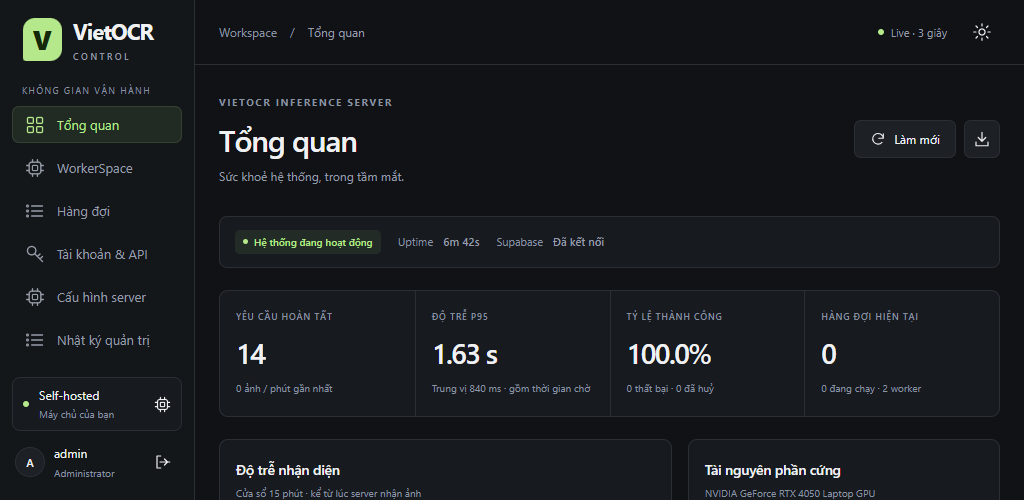 V VietOCR
CONTROL
KHÔNG GIAN VẬN HÀNH
Tổng quan
WorkerSpace
Hàng đợi
Tài khoản & API
Cấu hình server
Nhật ký quản trị
Self-hosted
Máy chủ của bạn
A admin
Administrator
Workspace / Tổng quan
Live · 3 giây
VIETOCR INFERENCE SERVER
Tổng quan
Làm mới
Sức khoẻ hệ thống, trong tầm mắt.
Hệ thống đang hoạt động Uptime 6m 42s Supabase Đã kết nối
YÊU CẦU HOÀN TẤT
14
0 ảnh / phút gần nhất
ĐỘ TRỄ P95
1.63 s
Trung vị 840 ms · gồm thời gian chờ
TỶ LỆ THÀNH CÔNG
100.0%
0 thất bại · 0 đã huỷ
HÀNG ĐỢI HIỆN TẠI
0
0 đang chạy · 2 worker
Độ trễ nhận diện
Cửa sổ 15 phút · kể từ lúc server nhận ảnh
Tài nguyên phần cứng
NVIDIA GeForce RTX 4050 Laptop GPU